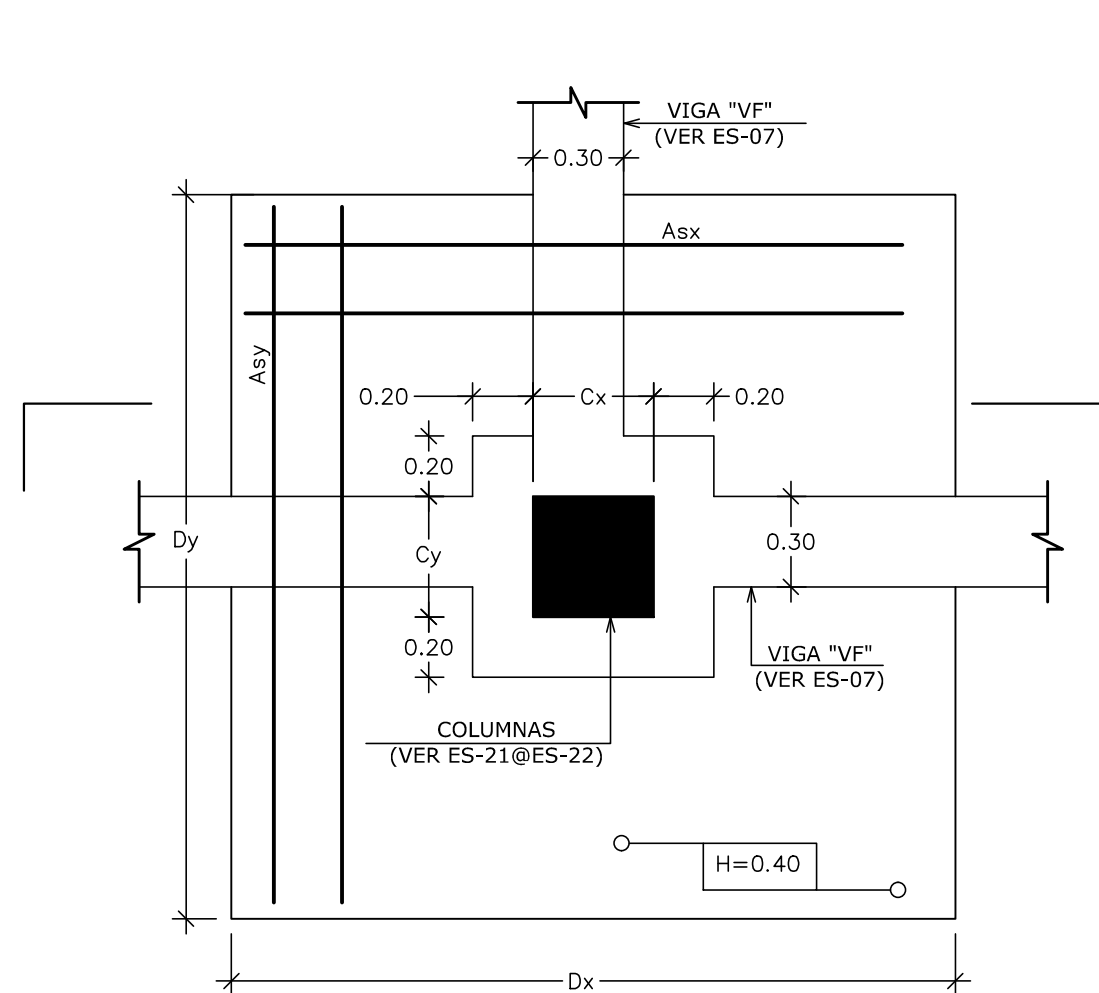 VIGA "VF"
(VER ES-07)
0.30
Asx
Asy
0.20
Cx
0.20
0.20
Dy
Cy
0.30
0.20
VIGA "VF"
(VER ES-07)
COLUMNAS
(VER ES-21@ES-22)
H=0.40
Dx